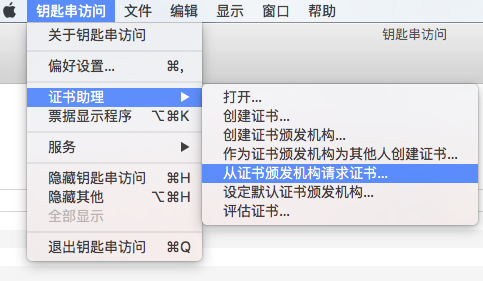 钥匙串访问 文件 编辑 显示 窗口 帮助
钥匙串访问
关于钥匙串访问
偏好设置... ⌘,
证书助理 ▶
票据显示程序 ⌥⌘K
服务 ▶
隐藏钥匙串访问 ⌘H
隐藏其他 ⌥⌘H
全部显示
退出钥匙串访问 ⌘Q
打开...
创建证书...
创建证书颁发机构...
作为证书颁发机构为其他人创建证书...
从证书颁发机构请求证书...
设定默认证书颁发机构...
评估证书...